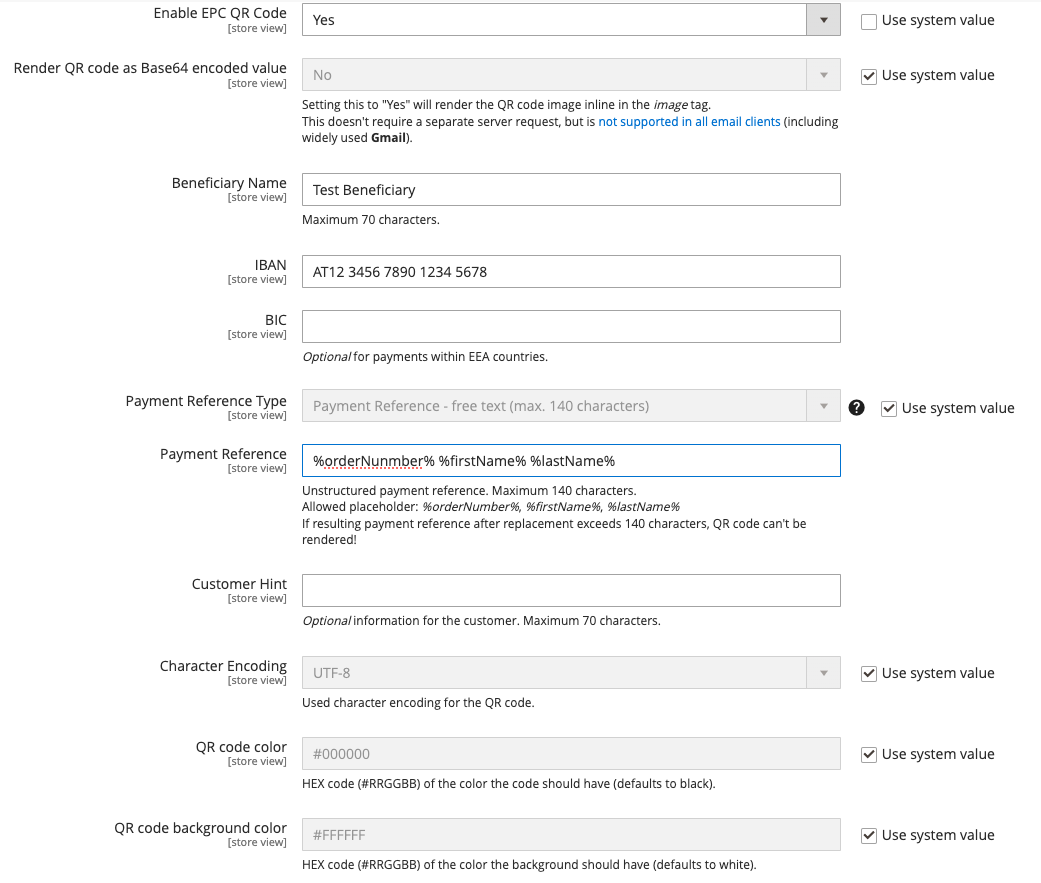 Enable EPC QR Code
[store view]
Yes
Use system value
Render QR code as Base64 encoded value
[store view]
No
Use system value
Setting this to "Yes" will render the QR code image inline in the image tag.
This doesn't require a separate server request, but is not supported in all email clients (including
widely used Gmail).
Beneficiary Name
[store view]
Test Beneficiary
Maximum 70 characters.
IBAN
[store view]
AT12 3456 7890 1234 5678
BIC
[store view]
Optional for payments within EEA countries.
Payment Reference Type
[store view]
Payment Reference - free text (max. 140 characters)
?
Use system value
Payment Reference
[store view]
%orderNunmber% %firstName% %lastName%
Unstructured payment reference. Maximum 140 characters.
Allowed placeholder: %orderNumber%, %firstName%, %lastName%
If resulting payment reference after replacement exceeds 140 characters, QR code can't be
rendered!
Customer Hint
[store view]
Optional information for the customer. Maximum 70 characters.
Character Encoding
[store view]
UTF-8
Use system value
Used character encoding for the QR code.
QR code color
[store view]
#000000
Use system value
HEX code (#RRGGBB) of the color the code should have (defaults to black).
QR code background color
[store view]
#FFFFFF
Use system value
HEX code (#RRGGBB) of the color the background should have (defaults to white).